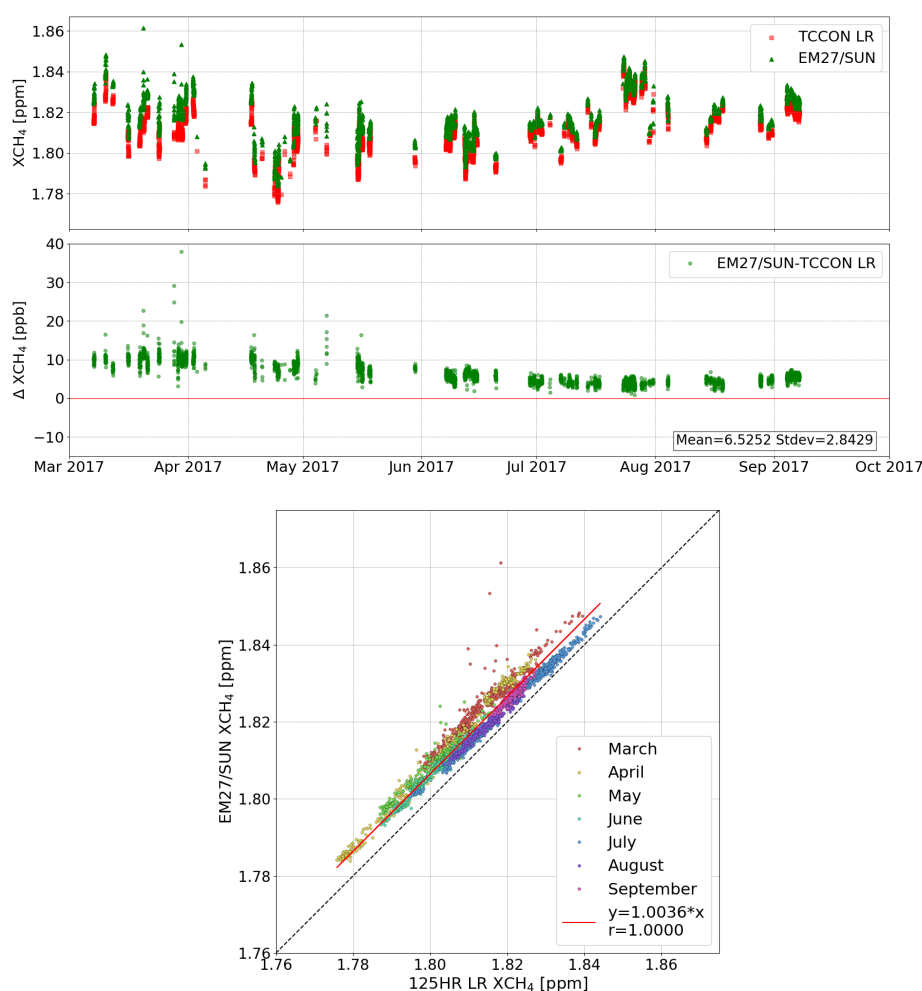 1.86
1.84
1.82
1.80
1.78
XCH₄ [ppm]
TCCON LR
EM27/SUN
40
30
20
10
0
−10
Δ XCH₄ [ppb]
EM27/SUN-TCCON LR
Mean=6.5252 Stdev=2.8429
Mar 2017 Apr 2017 May 2017 Jun 2017 Jul 2017 Aug 2017 Sep 2017 Oct 2017
1.86
1.84
1.82
1.80
1.78
1.76
EM27/SUN XCH₄ [ppm]
March
April
May
June
July
August
September
y=1.0036*x
r=1.0000
1.76 1.78 1.80 1.82 1.84 1.86
125HR LR XCH₄ [ppm]